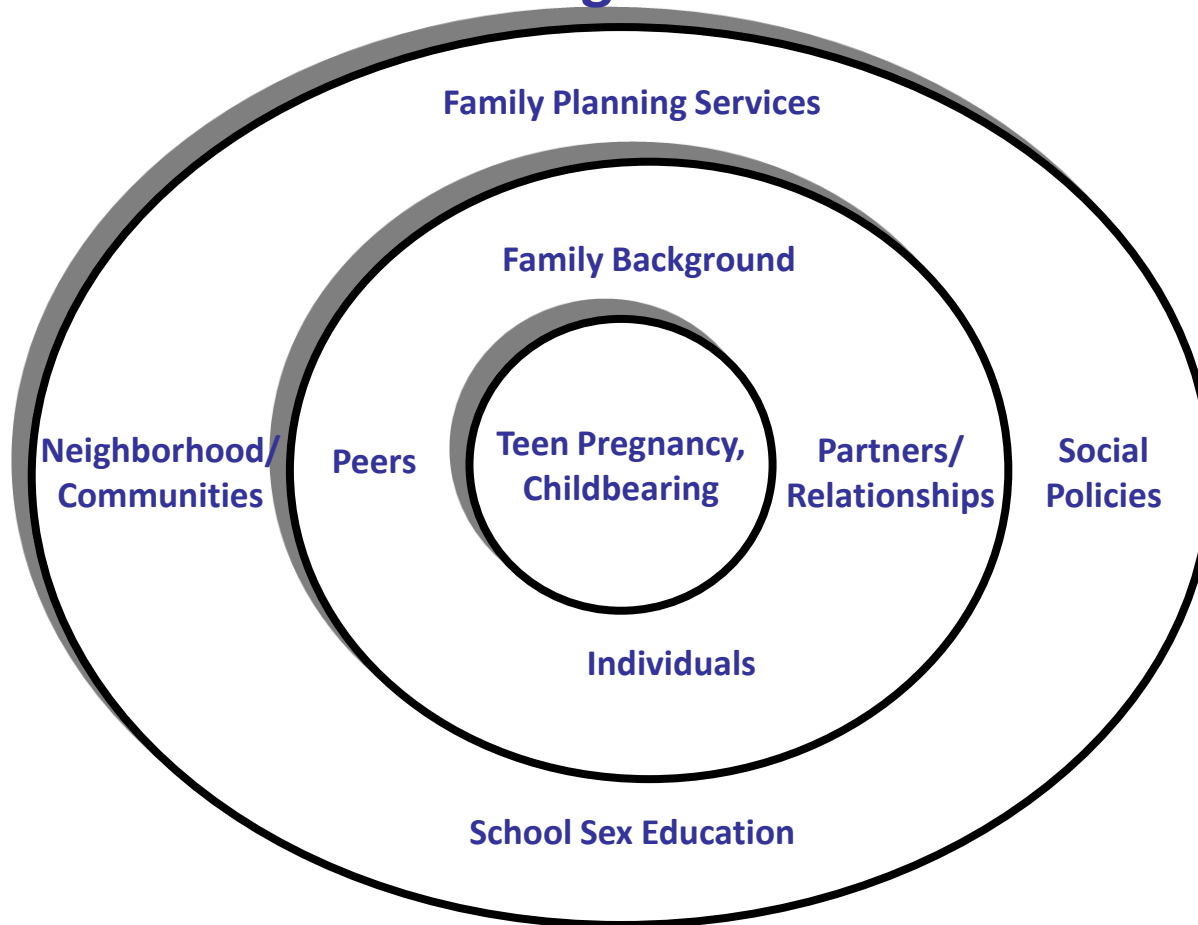 Family Planning Services
Family Background
Neighborhood/
Communities
Peers
Teen Pregnancy,
Childbearing
Partners/
Relationships
Social
Policies
Individuals
School Sex Education